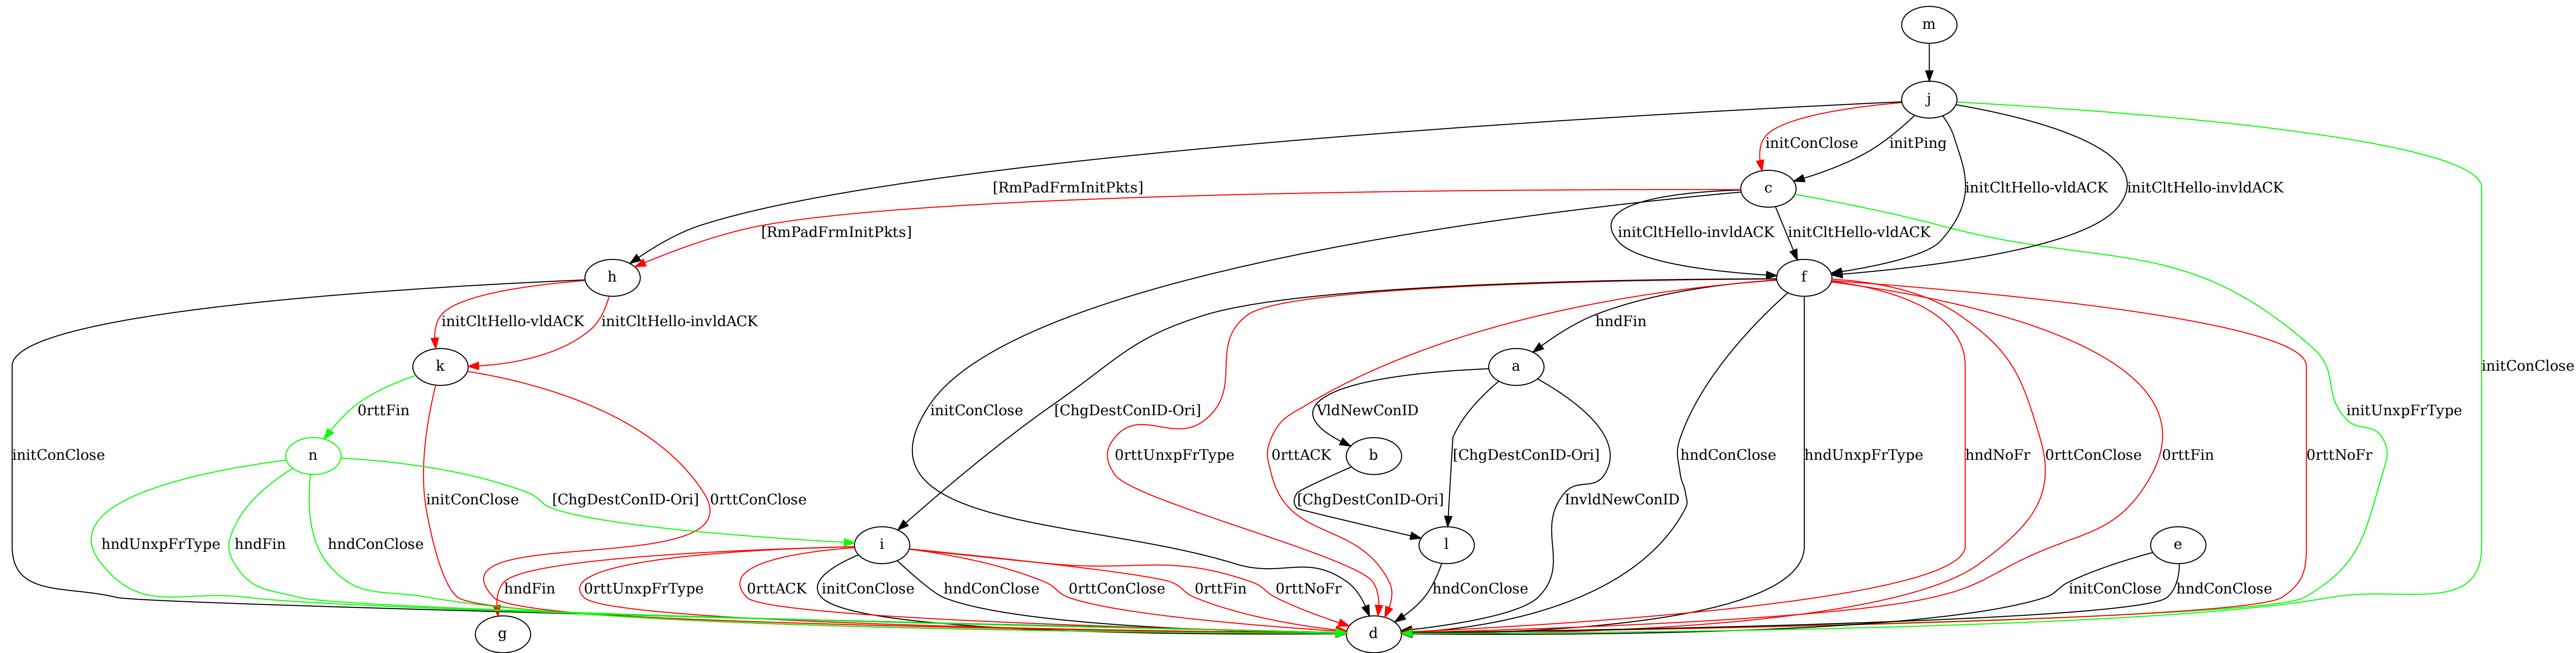 m
j
initConClose
initPing
[RmPadFrmInitPkts]
c
initCltHello-vldACK
initCltHello-invldACK
[RmPadFrmInitPkts]
initCltHello-invldACK
initCltHello-vldACK
h
f
initCltHello-vldACK
initCltHello-invldACK
hndFin
k
a
initConClose
0rttFin
initConClose
[ChgDestConID-Ori]
VldNewConID
initUnxpFrType
initConClose
n
0rttUnxpFrType
0rttACK
b
[ChgDestConID-Ori]
hndConClose
hndUnxpFrType
hndNoFr
0rttConClose
0rttFin
0rttNoFr
initConClose
[ChgDestConID-Ori]
0rttConClose
[ChgDestConID-Ori]
InvldNewConID
hndUnxpFrType
hndFin
hndConClose
i
l
e
hndFin
0rttUnxpFrType
0rttACK
initConClose
hndConClose
0rttConClose
0rttFin
0rttNoFr
hndConClose
initConClose
hndConClose
g
d